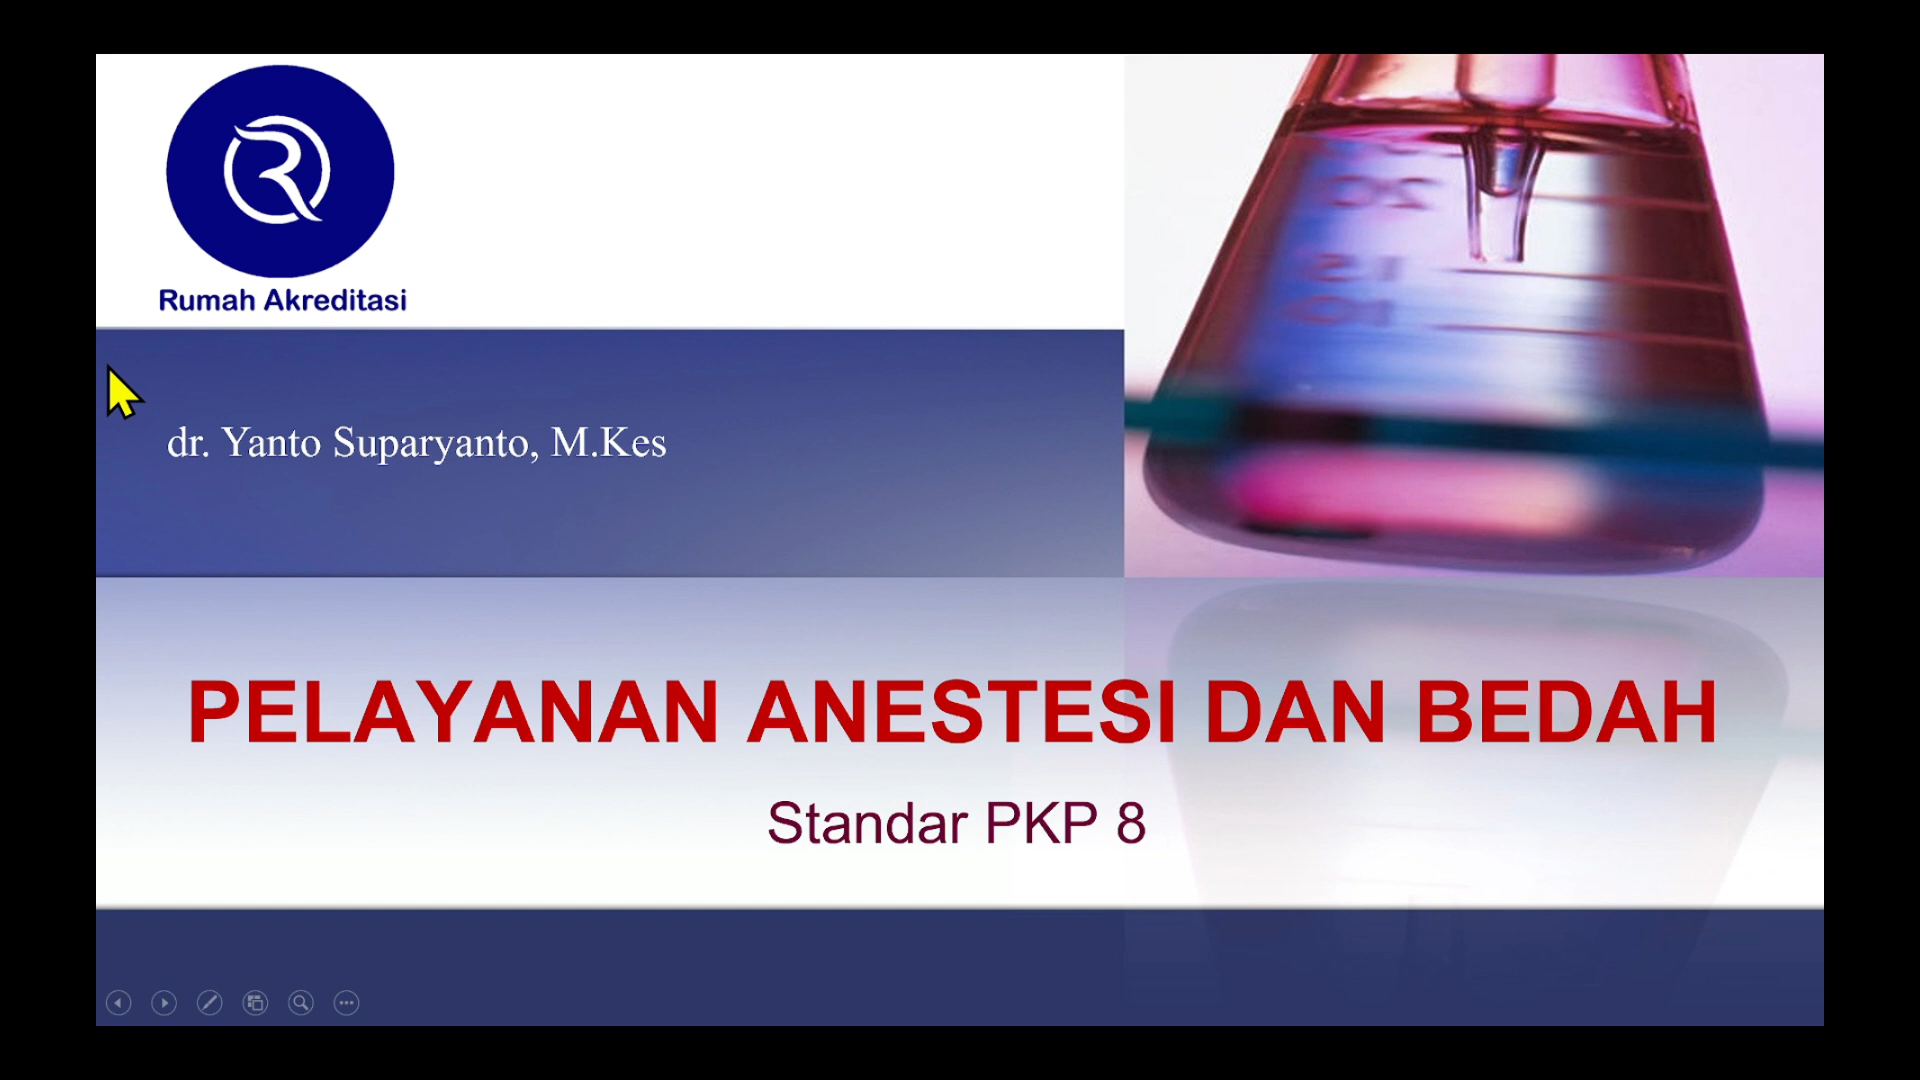 Rumah Akreditasi
dr. Yanto Suparyanto, M.Kes
PELAYANAN ANESTESI DAN BEDAH
Standar PKP 8